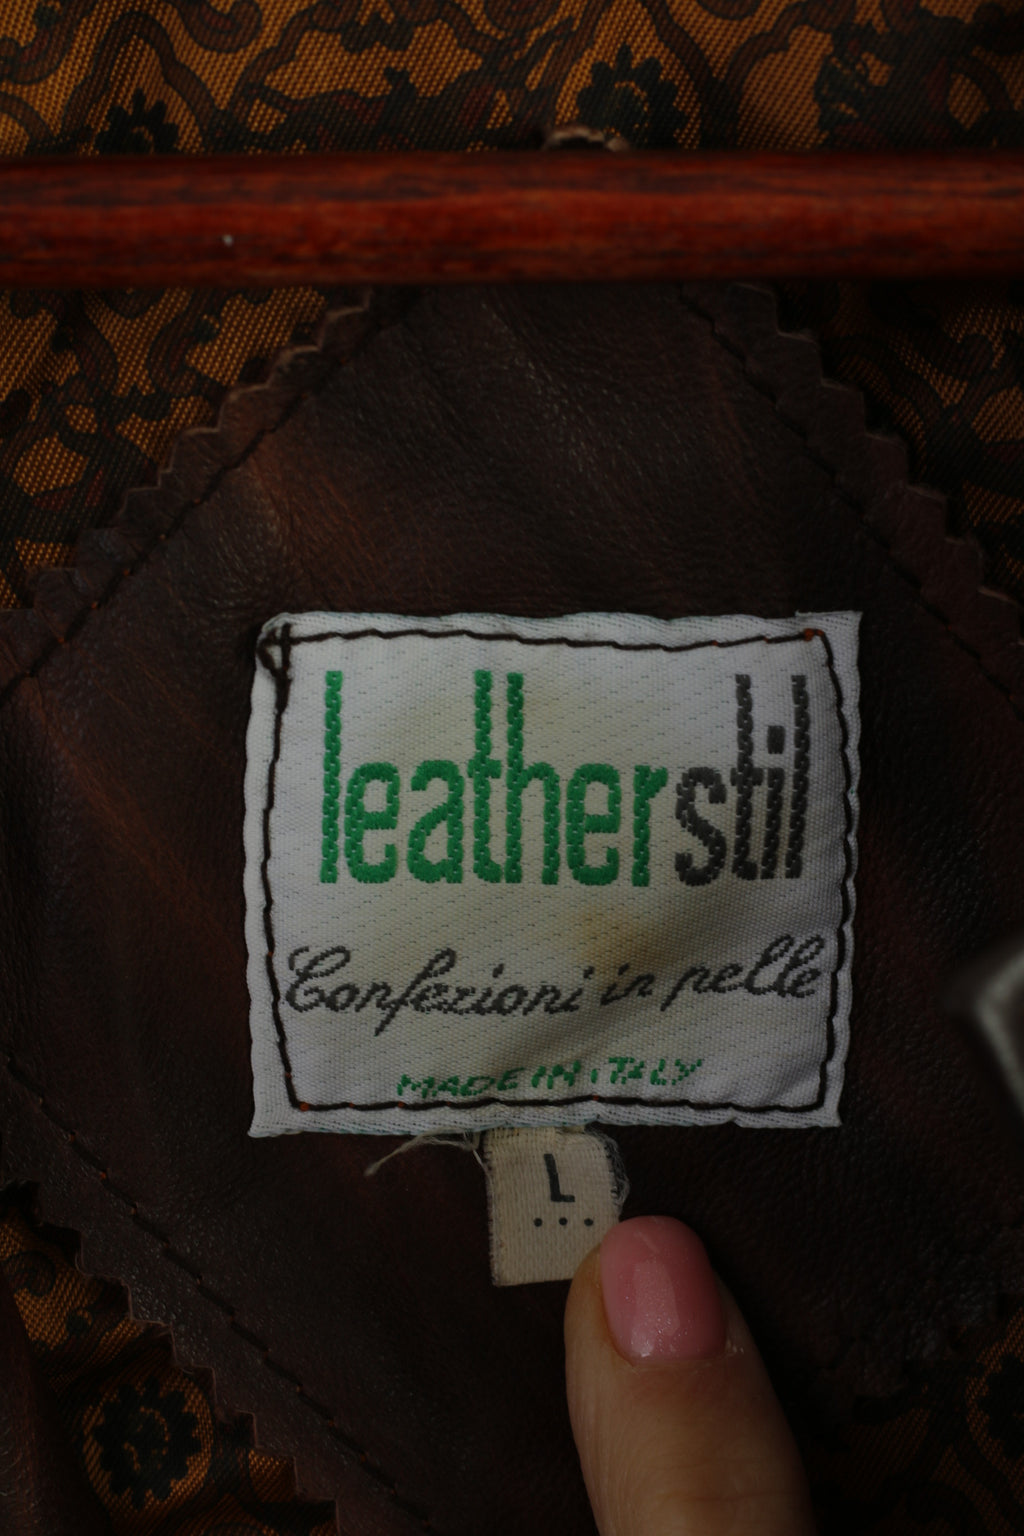 leatherstil
Confezioni in pelle
MADE IN ITALY
L
...